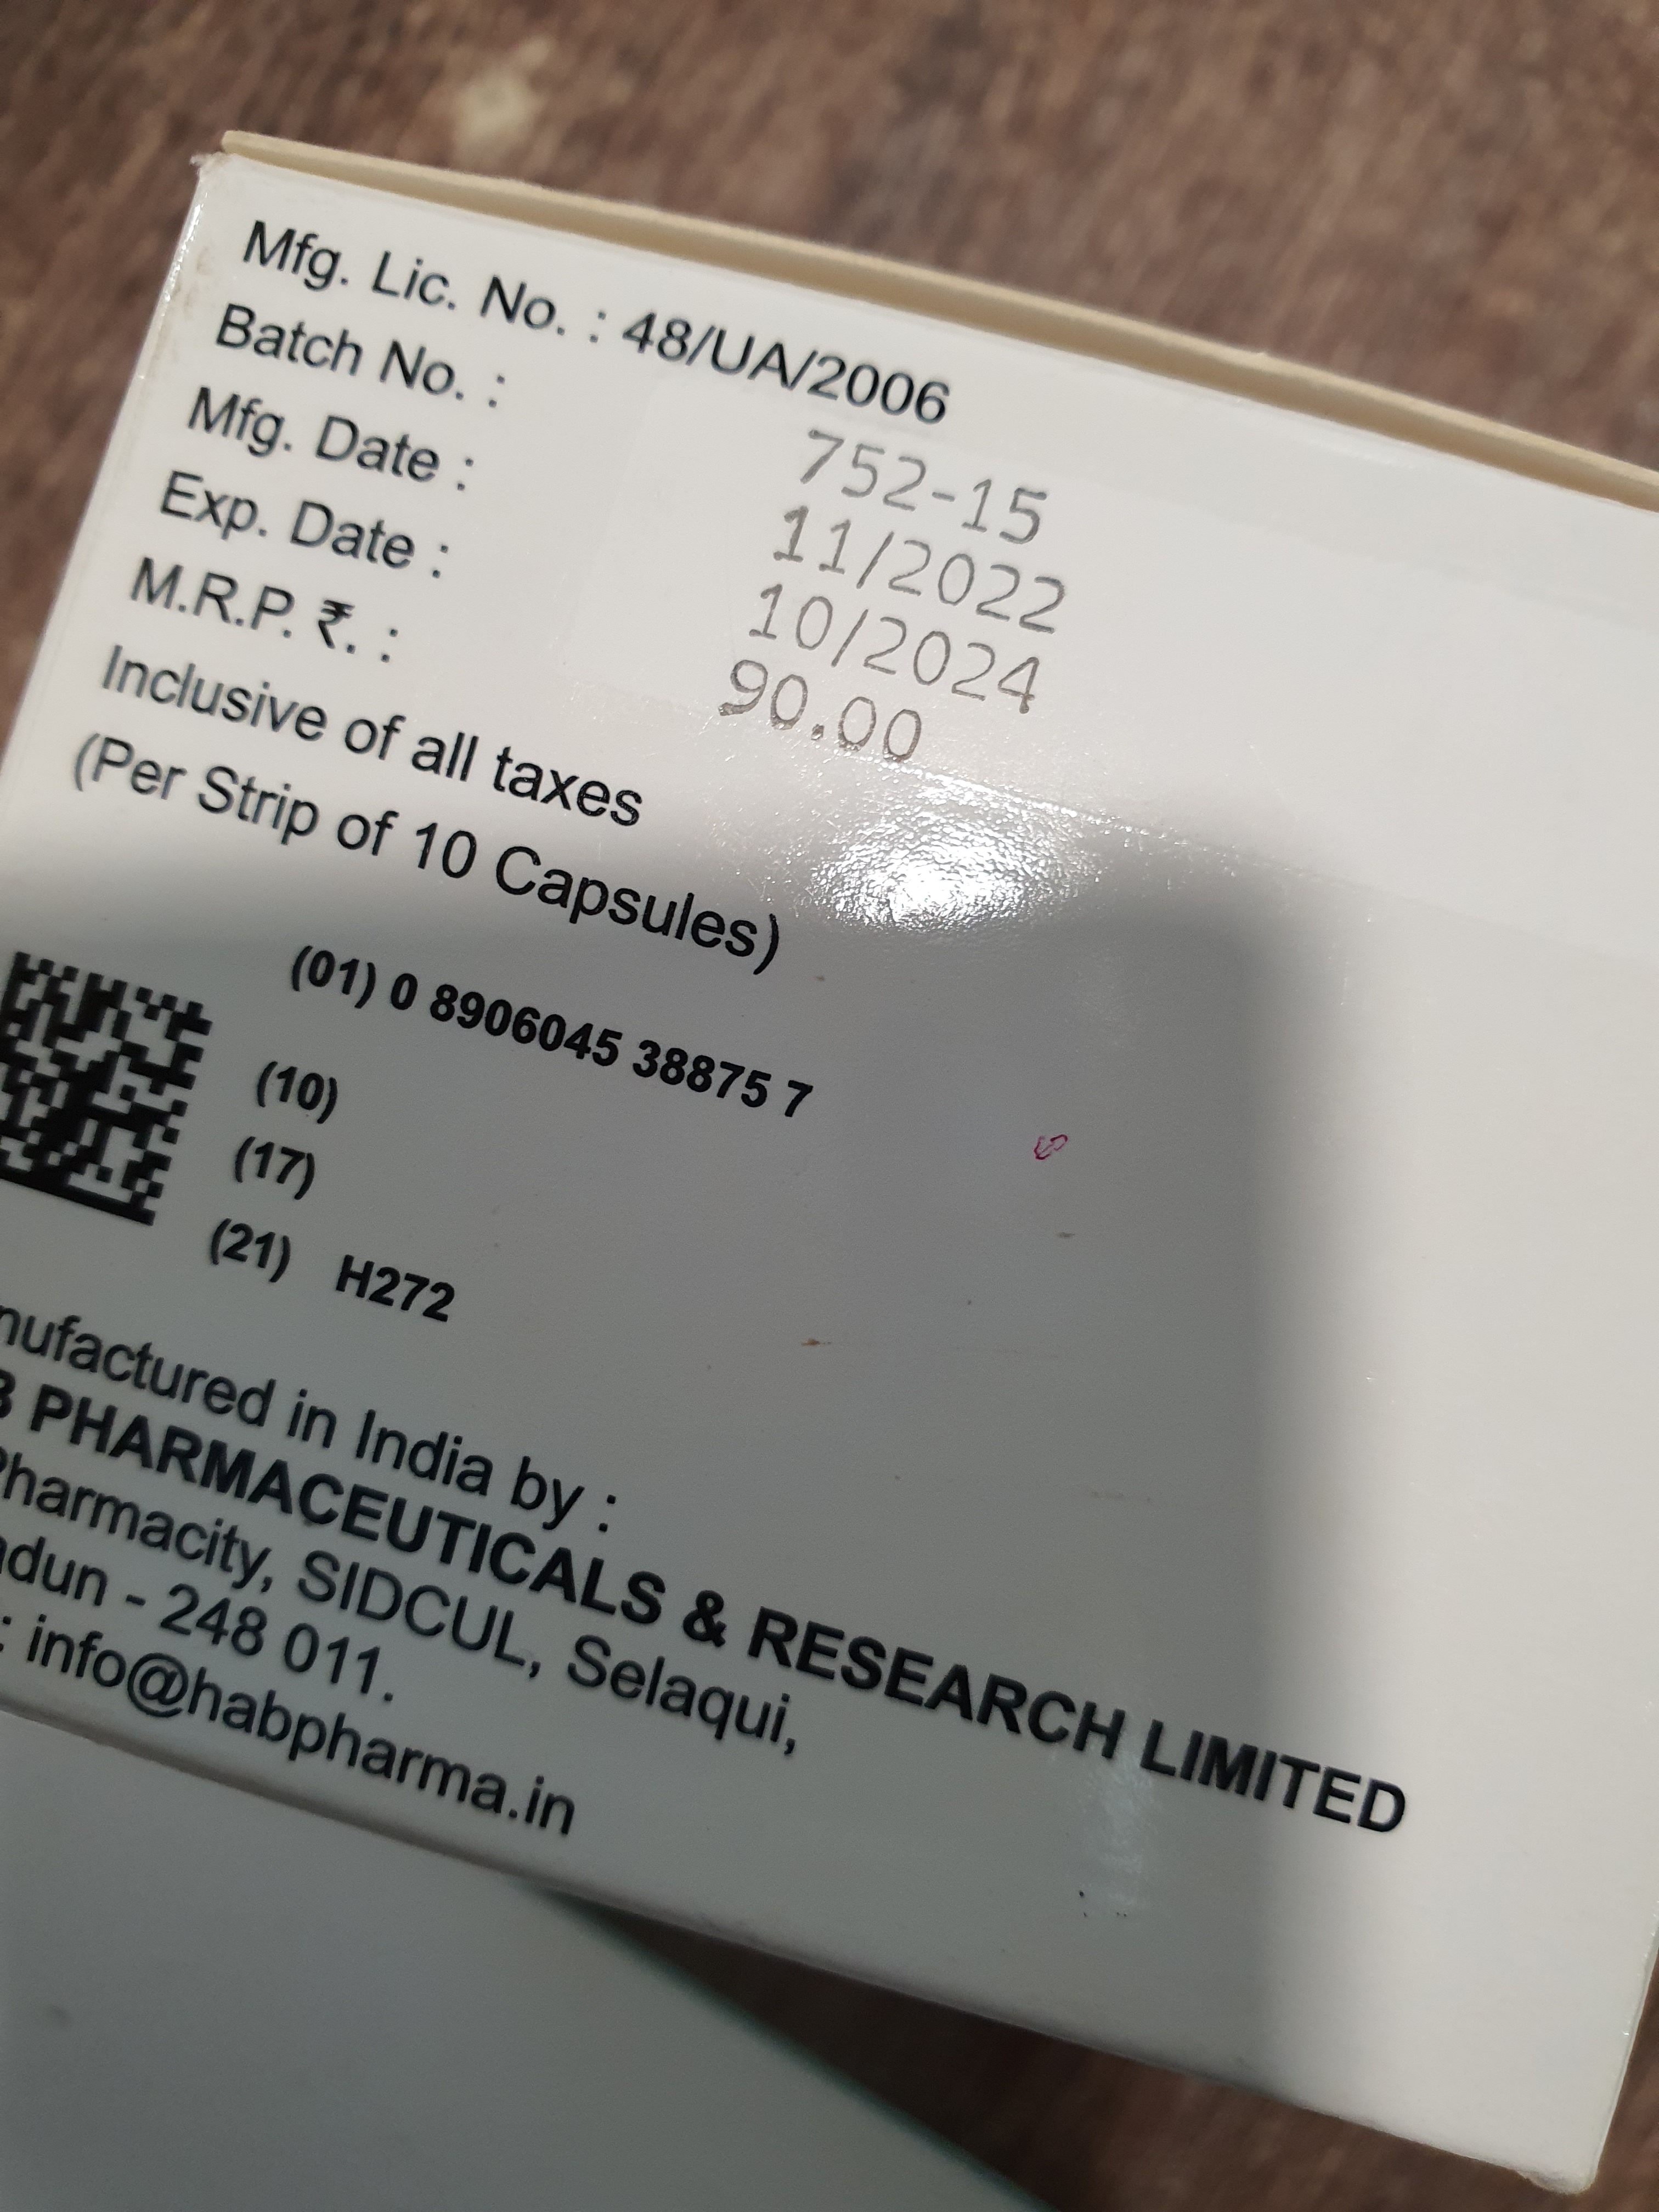 Mfg. Lic. No. : 48/UA/2006
Batch No. : 752-15
Mfg. Date : 11/2022
Exp. Date : 10/2024
M.R.P. ₹. : 90.00
Inclusive of all taxes
(Per Strip of 10 Capsules)
(01) 0 8906045 38875 7
(10)
(17)
(21) H272
nufactured in India by :
B PHARMACEUTICALS & RESEARCH LIMITED
Pharmacity, SIDCUL, Selaqui,
adun - 248 011.
: info@habpharma.in